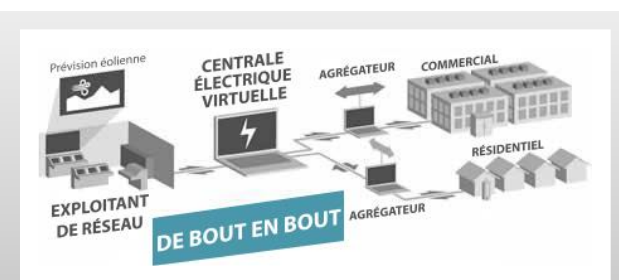 Prévision éolienne
CENTRALE
ÉLECTRIQUE
VIRTUELLE
AGRÉGATEUR
COMMERCIAL
RÉSIDENTIEL
EXPLOITANT
DE RÉSEAU
DE BOUT EN BOUT
AGRÉGATEUR